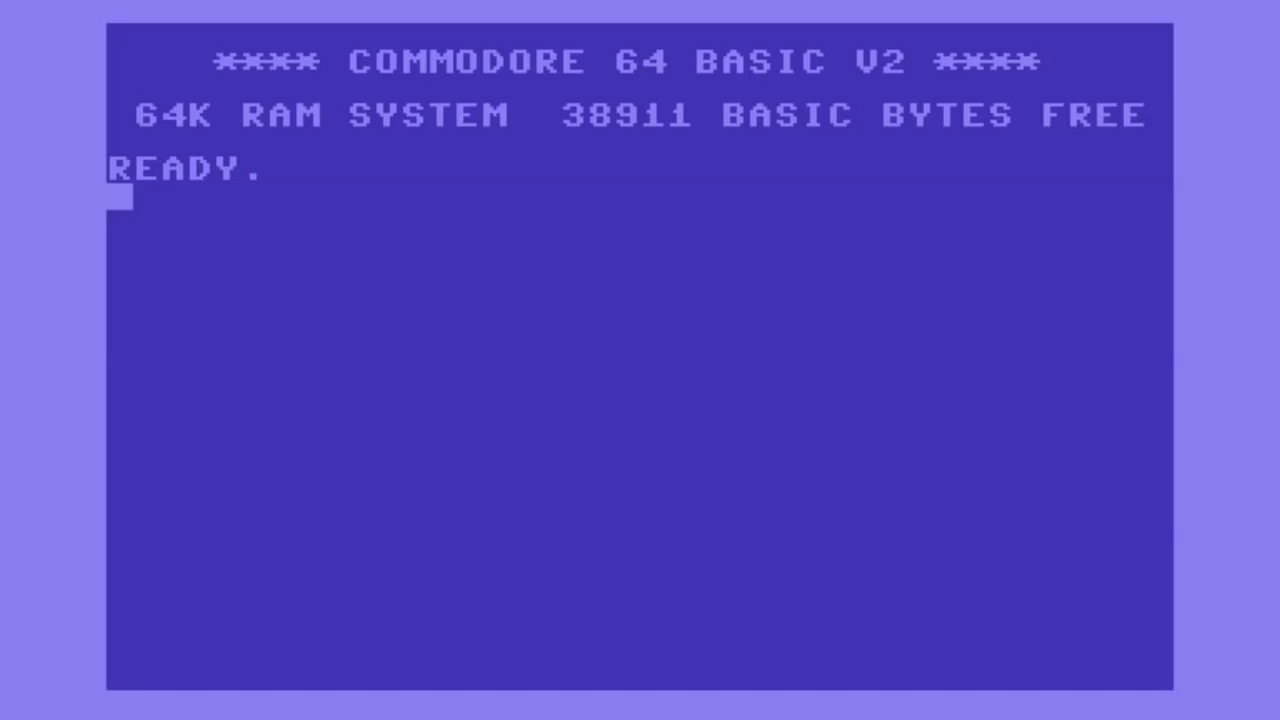 **** COMMODORE 64 BASIC V2 ****
64K RAM SYSTEM  38911 BASIC BYTES FREE
READY.